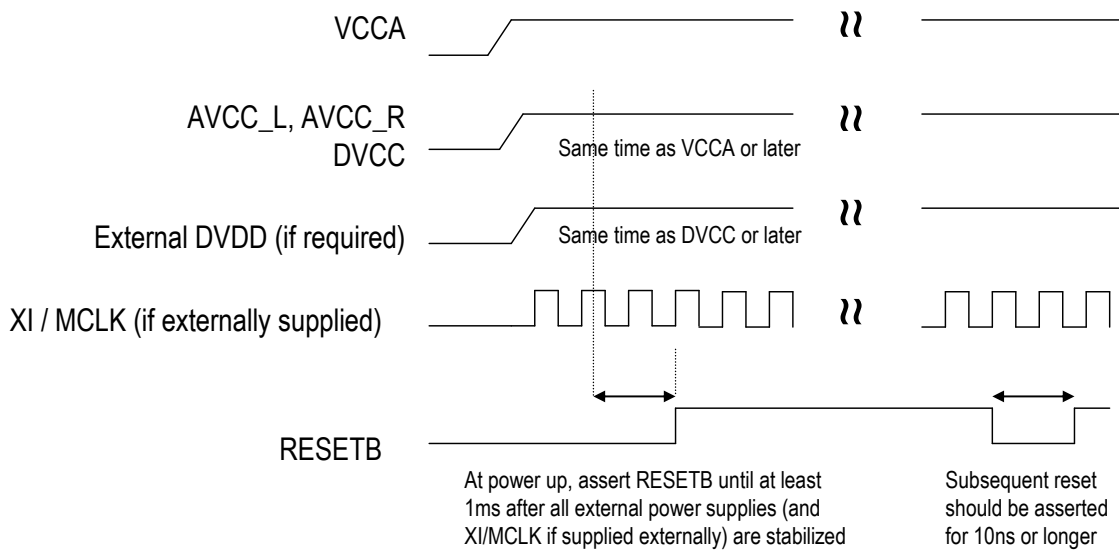 VCCA
AVCC_L, AVCC_R
DVCC
Same time as VCCA or later
External DVDD (if required)
Same time as DVCC or later
XI / MCLK (if externally supplied)
RESETB
At power up, assert RESETB until at least
1ms after all external power supplies (and
XI/MCLK if supplied externally) are stabilized
Subsequent reset
should be asserted
for 10ns or longer